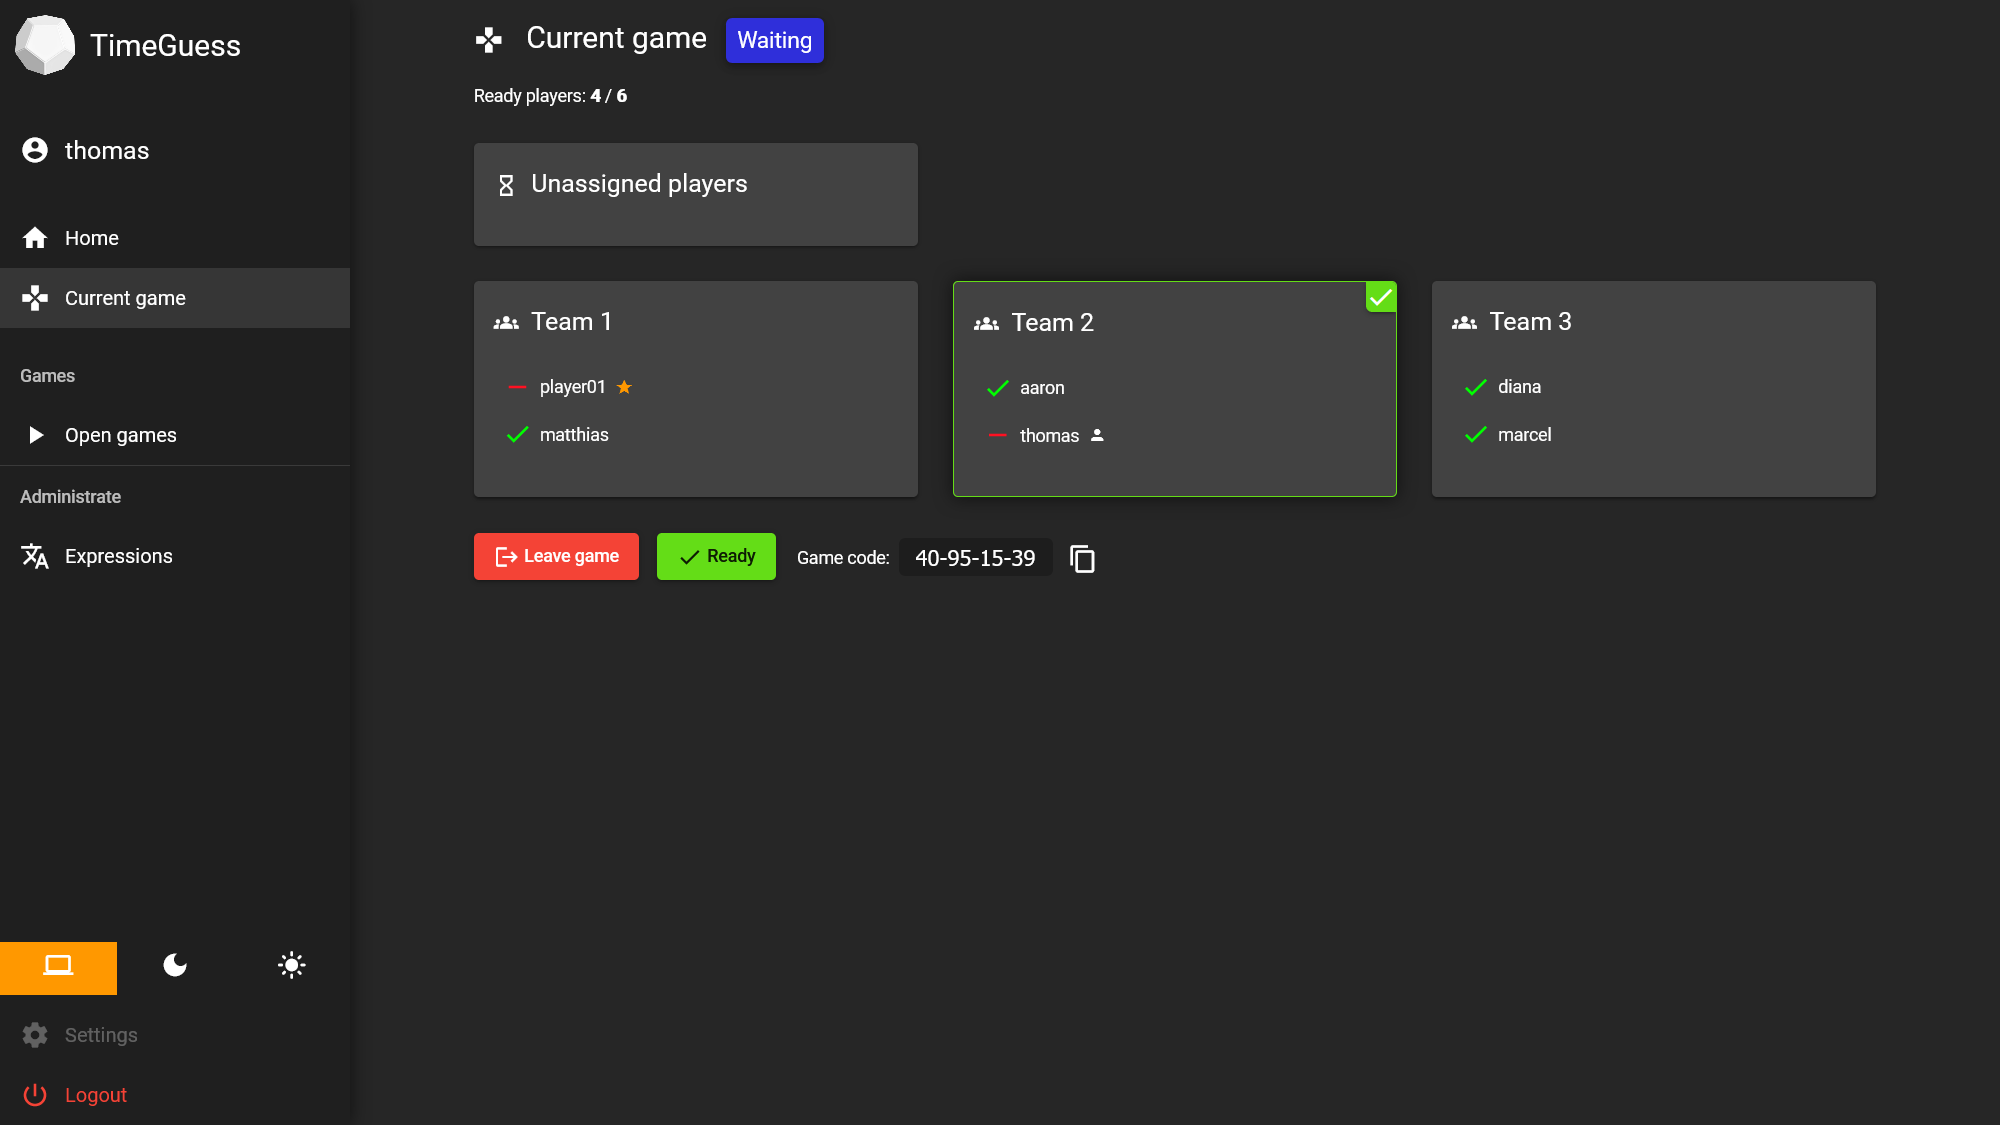 TimeGuess
thomas
Home
Current game
Games
Open games
Administrate
Expressions
Settings
Logout
Current game
Waiting
Ready players: 4 / 6
Unassigned players
Team 1
player01
matthias
Team 2
aaron
thomas
Team 3
diana
marcel
Leave game
Ready
Game code: 40-95-15-39